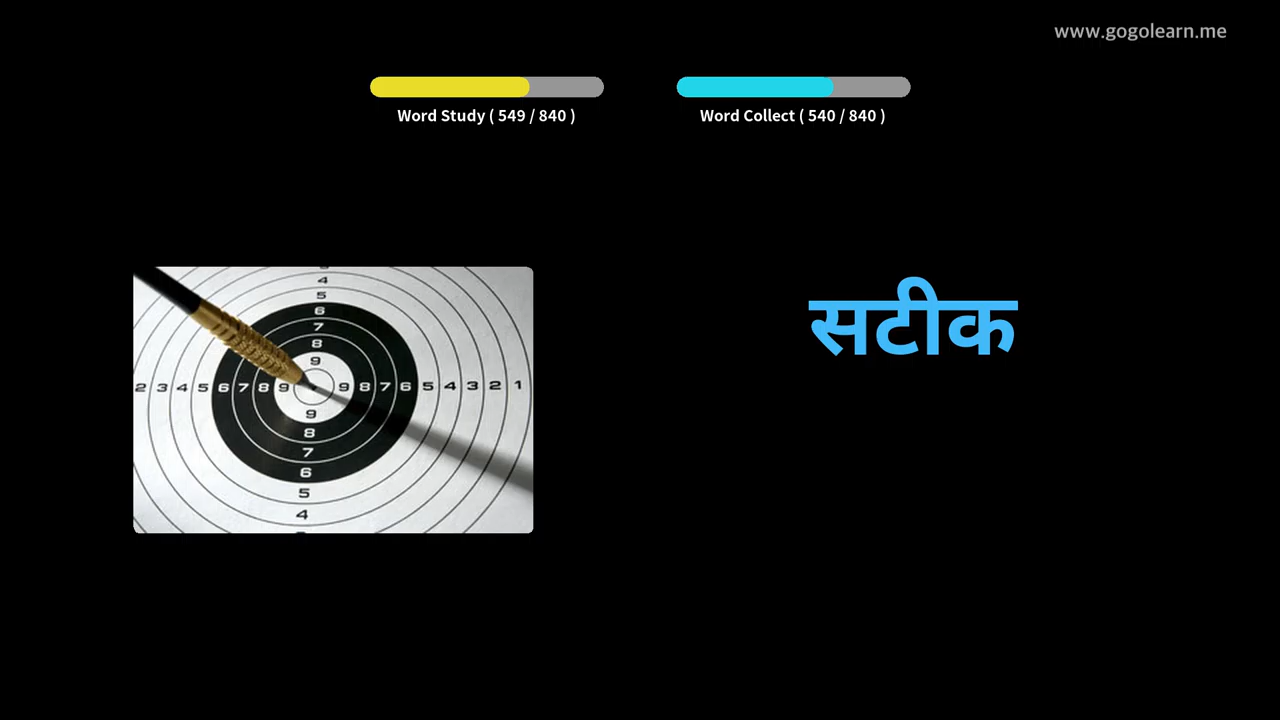 www.gogolearn.me
Word Study ( 549 / 840 )
Word Collect ( 540 / 840 )
सटीक
4
5
6
7
8
9
2 3 4 5 6 7 8 9 9 8 7 6 5 4 3 2 1
9
8
7
6
5
4